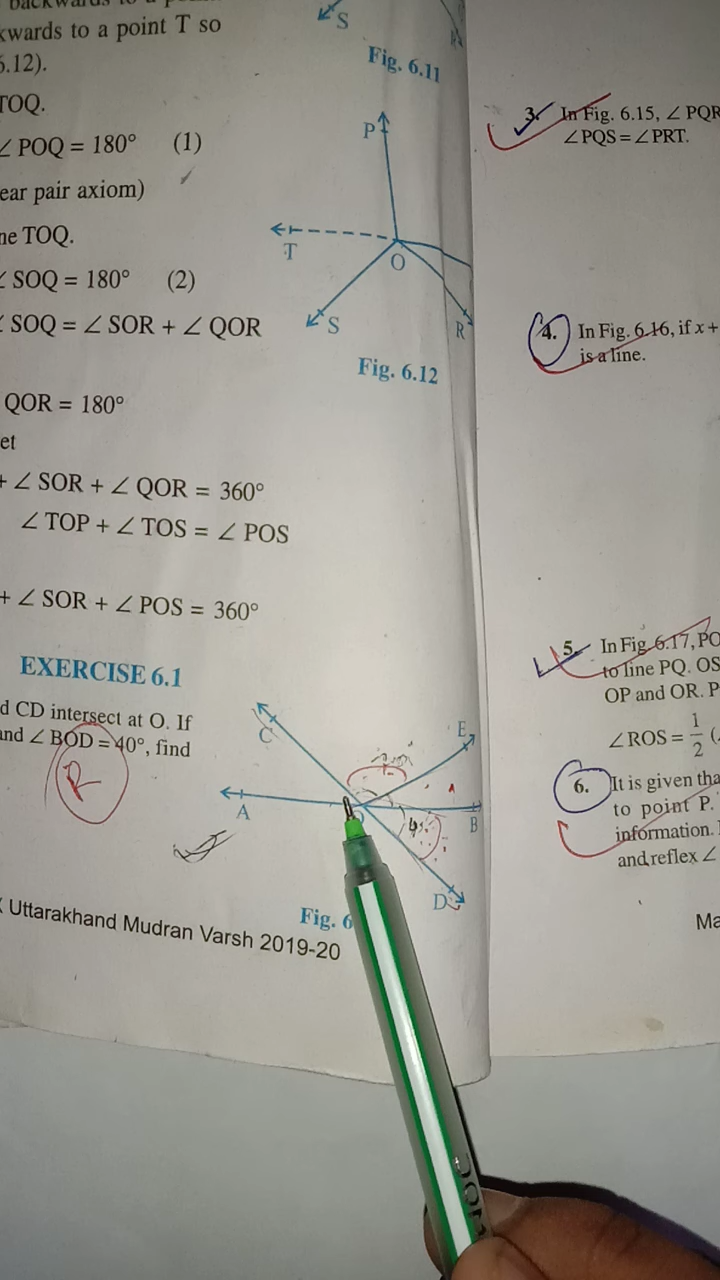 kwards to a point T so
6.12).
TOQ.
∠ POQ = 180° (1)
ear pair axiom)
ne TOQ.
∠ SOQ = 180° (2)
∠ SOQ = ∠ SOR + ∠ QOR
QOR = 180°
et
+ ∠ SOR + ∠ QOR = 360°
∠ TOP + ∠ TOS = ∠ POS
+ ∠ SOR + ∠ POS = 360°
EXERCISE 6.1
d CD intersect at O. If
and ∠ BOD = 40°, find
R
Uttarakhand Mudran Varsh 2019-20
S
R
Fig. 6.11
P
T
O
S
R
Fig. 6.12
C
E
A
B
D
Fig. 6
3. In Fig. 6.15, ∠ PQR
∠ PQS = ∠ PRT.
4. In Fig. 6.16, if x +
is a line.
5. In Fig. 6.17, PO
to line PQ. OS
OP and OR. P
∠ ROS = 1/2 (
6. It is given tha
to point P.
information.
and reflex ∠
Ma